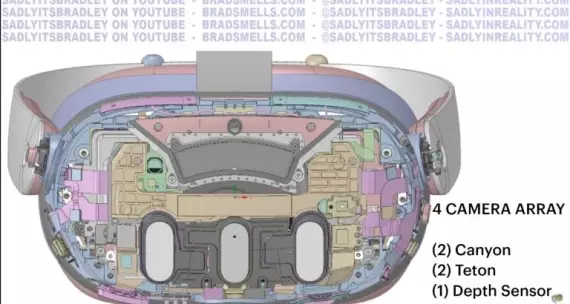 SADLYITSBRADLEY ON YOUTUBE - BRADSMELLS.COM - @SADLYITSBRADLEY - SADLYINREALITY.COM
SADLYITSBRADLEY ON YOUTUBE - BRADSMELLS.COM - @SADLYITSBRADLEY - SADLYINREALITY.COM
SADLYITSBRADLEY ON YOUTUBE - BRADSMELLS.COM - @SADLYITSBRADLEY - SADLYINREALITY.COM
4 CAMERA ARRAY
(2) Canyon
(2) Teton
(1) Depth Sensor